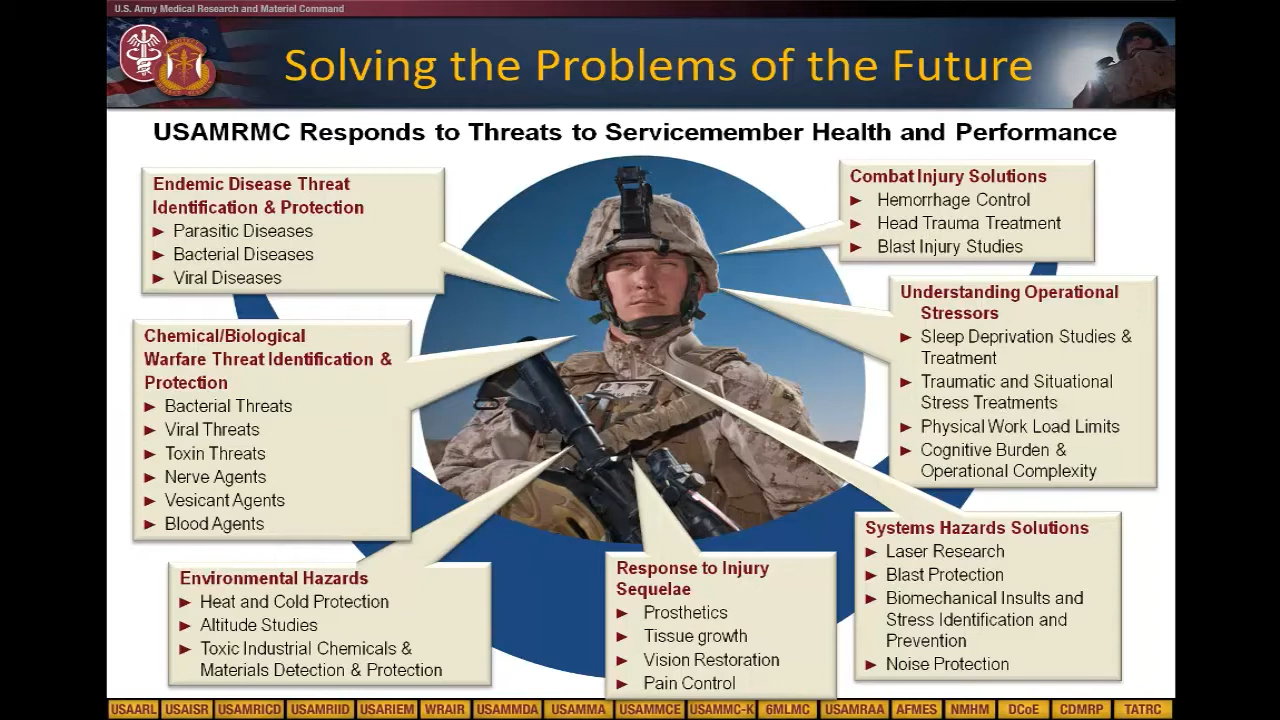 U.S. Army Medical Research and Materiel Command
Solving the Problems of the Future
USAMRMC Responds to Threats to Servicemember Health and Performance
Endemic Disease Threat
Identification & Protection
► Parasitic Diseases
► Bacterial Diseases
► Viral Diseases
Chemical/Biological
Warfare Threat Identification &
Protection
► Bacterial Threats
► Viral Threats
► Toxin Threats
► Nerve Agents
► Vesicant Agents
► Blood Agents
Environmental Hazards
► Heat and Cold Protection
► Altitude Studies
► Toxic Industrial Chemicals &
Materials Detection & Protection
Response to Injury
Sequelae
► Prosthetics
► Tissue growth
► Vision Restoration
► Pain Control
Combat Injury Solutions
► Hemorrhage Control
► Head Trauma Treatment
► Blast Injury Studies
Understanding Operational
Stressors
► Sleep Deprivation Studies &
Treatment
► Traumatic and Situational
Stress Treatments
► Physical Work Load Limits
► Cognitive Burden &
Operational Complexity
Systems Hazards Solutions
► Laser Research
► Blast Protection
► Biomechanical Insults and
Stress Identification and
Prevention
► Noise Protection
USAARL USAISR USAMRICD USAMRIID USARIEM WRAIR USAMMDA USAMMA USAMMCE USAMMC-K 6MLMC USAMRAA AFMES NMHM DCoE CDMRP TATRC